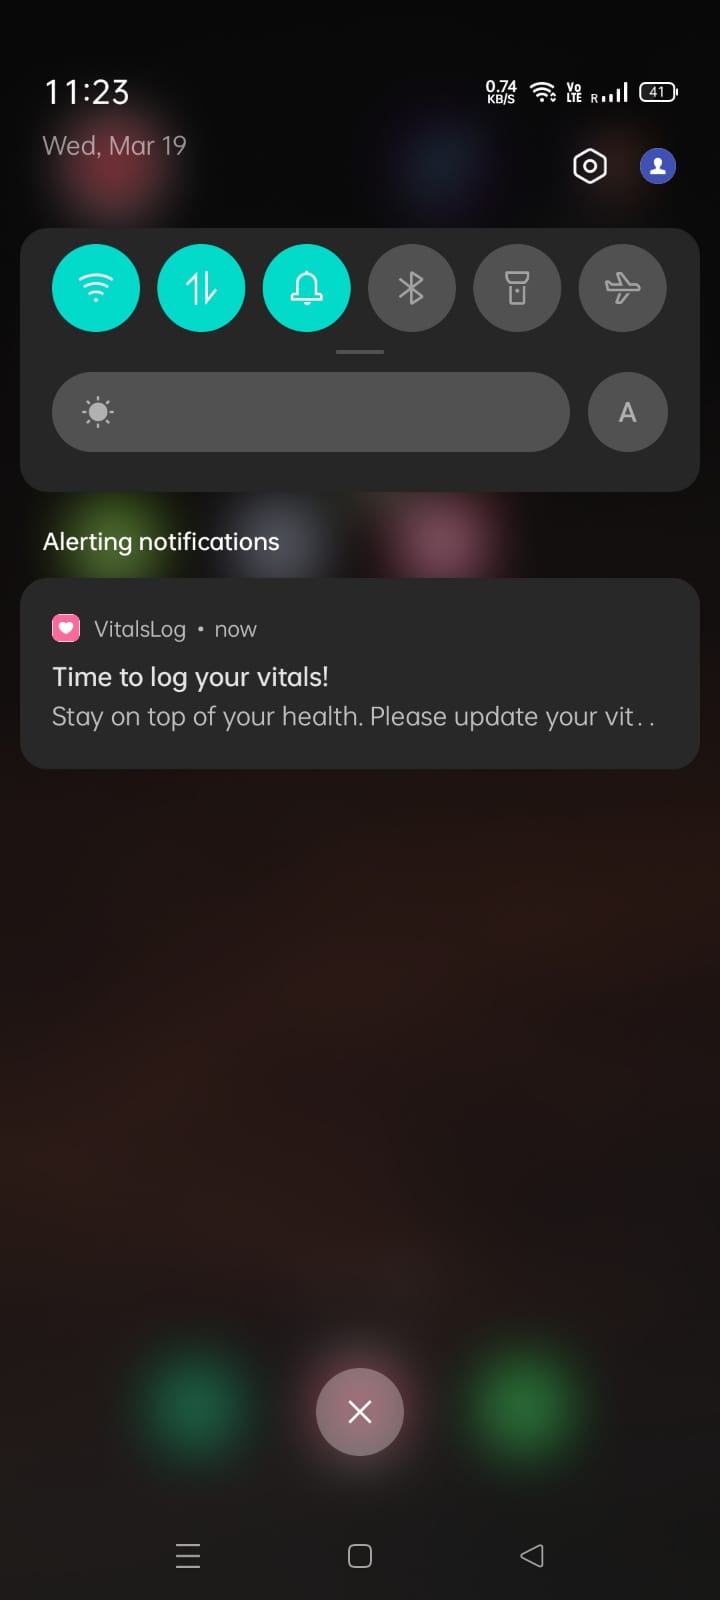 11:23
0.74
KB/S
Vo
LTE
R
41
Wed, Mar 19
A
Alerting notifications
VitalsLog • now
Time to log your vitals!
Stay on top of your health. Please update your vit. .